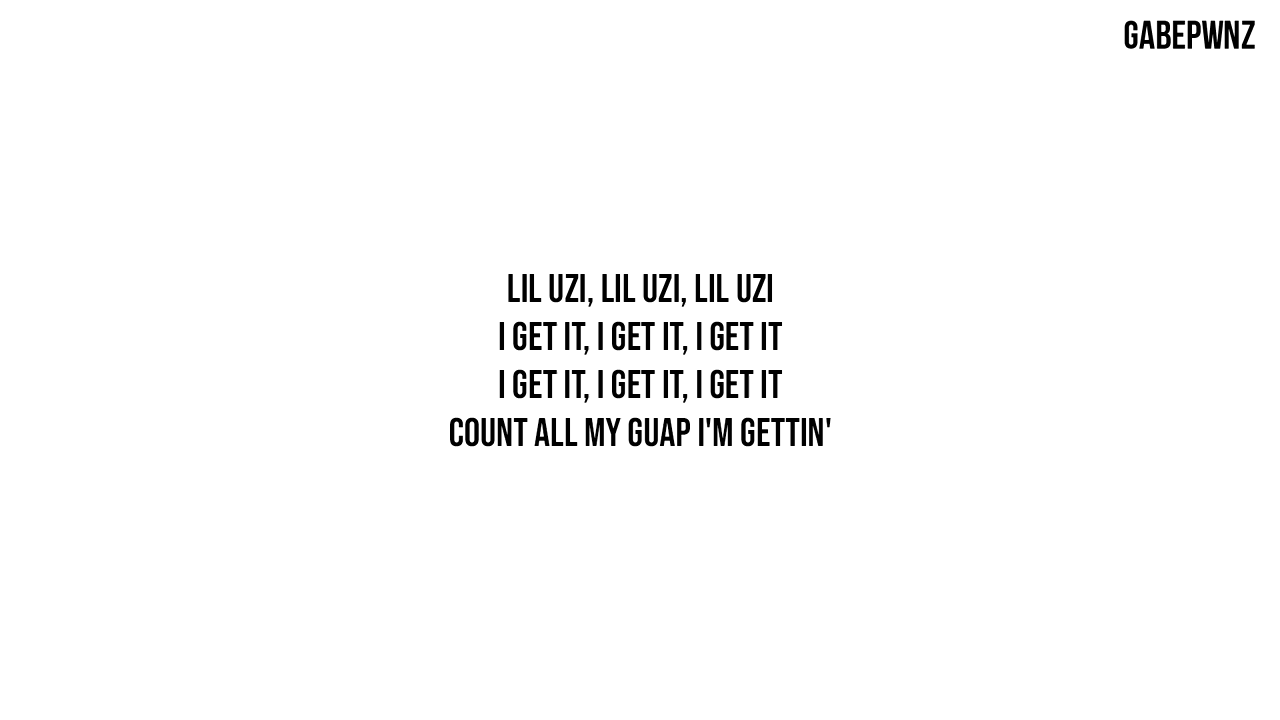 GABEPWNZ
LIL UZI, LIL UZI, LIL UZI
I GET IT, I GET IT, I GET IT
I GET IT, I GET IT, I GET IT
COUNT ALL MY GUAP I'M GETTIN'